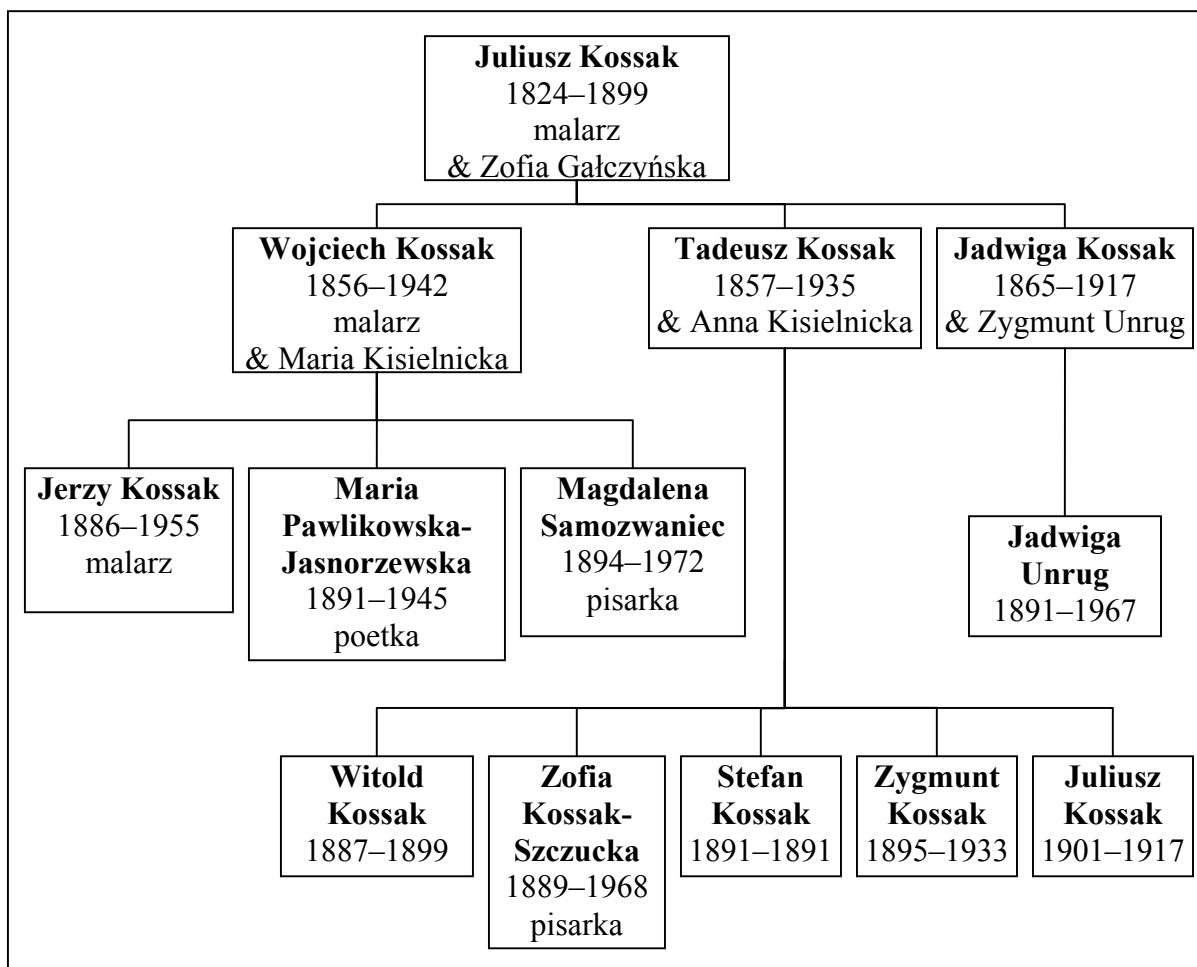 Juliusz Kossak
1824–1899
malarz
& Zofia Gałczyńska
Wojciech Kossak
1856–1942
malarz
& Maria Kisielnicka
Tadeusz Kossak
1857–1935
& Anna Kisielnicka
Jadwiga Kossak
1865–1917
& Zygmunt Unrug
Jerzy Kossak
1886–1955
malarz
Maria
Pawlikowska-
Jasnorzewska
1891–1945
poetka
Magdalena
Samozwaniec
1894–1972
pisarka
Jadwiga
Unrug
1891–1967
Witold
Kossak
1887–1899
Zofia
Kossak-
Szczucka
1889–1968
pisarka
Stefan
Kossak
1891–1891
Zygmunt
Kossak
1895–1933
Juliusz
Kossak
1901–1917